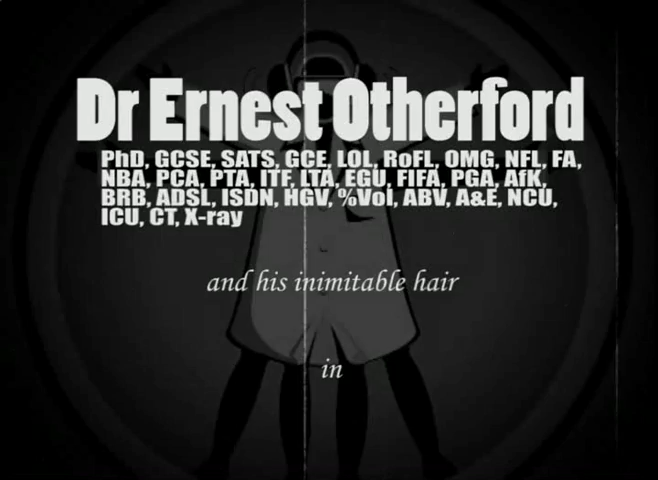 Dr Ernest Otherford
PhD, GCSE, SATS, GCE, LOL, RoFL, OMG, NFL, FA,
NBA, PCA, PTA, ITF, LTA, EGU, FIFA, PGA, AfK,
BRB, ADSL, ISDN, HGV, %Vol, ABV, A&E, NCU,
ICU, CT, X-ray
and his inimitable hair
in